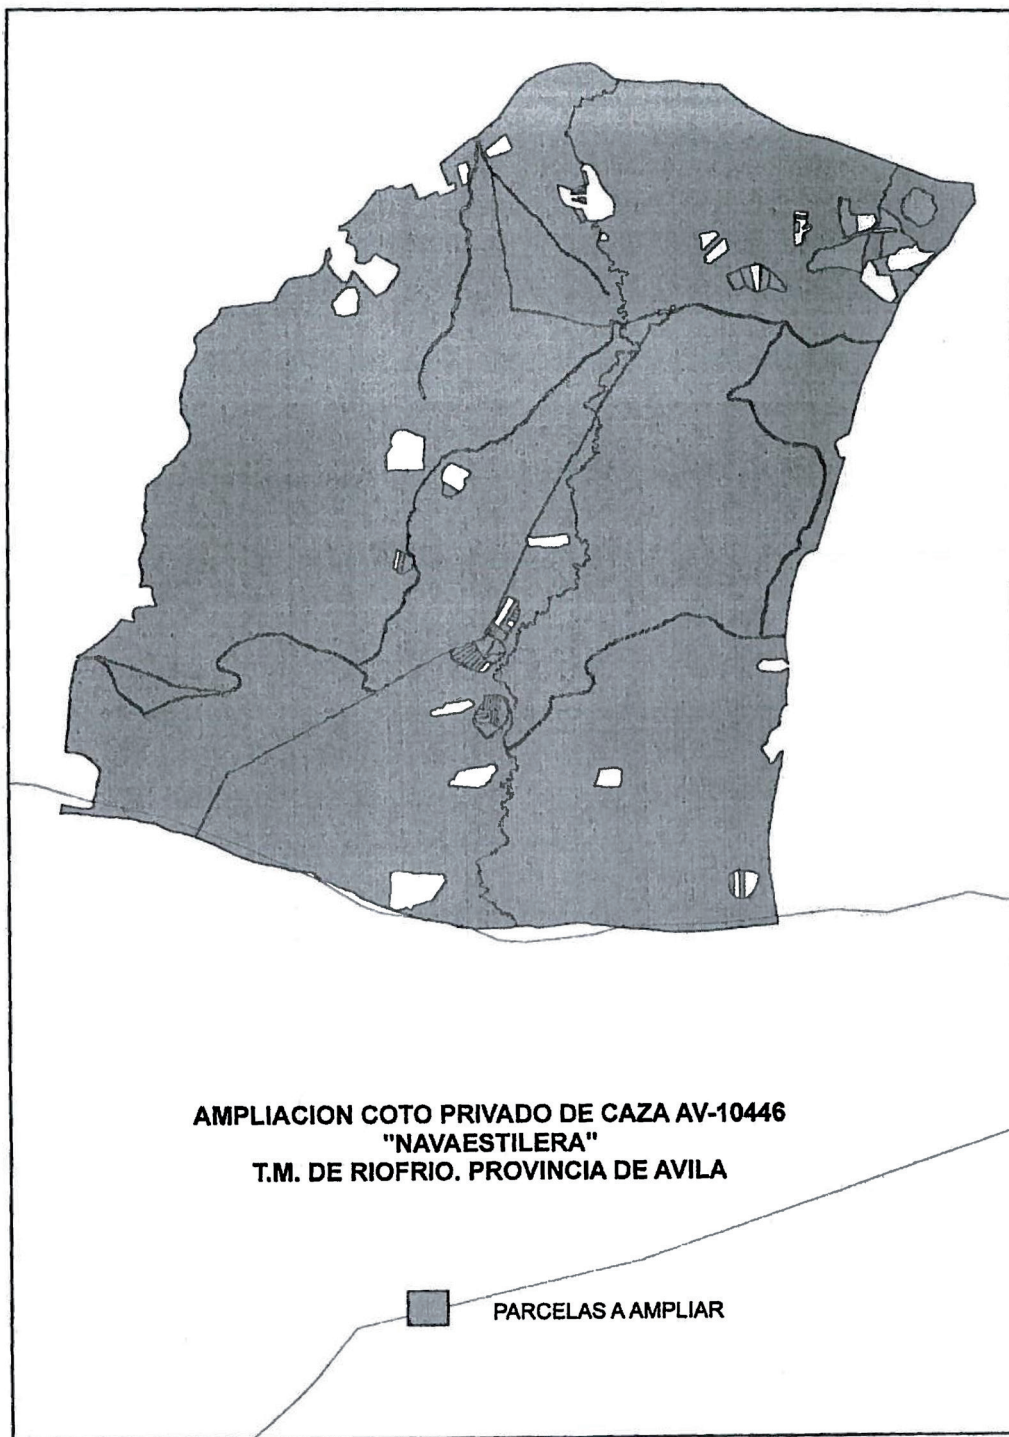 AMPLIACION COTO PRIVADO DE CAZA AV-10446
"NAVAESTILERA"
T.M. DE RIOFRIO. PROVINCIA DE AVILA
PARCELAS A AMPLIAR